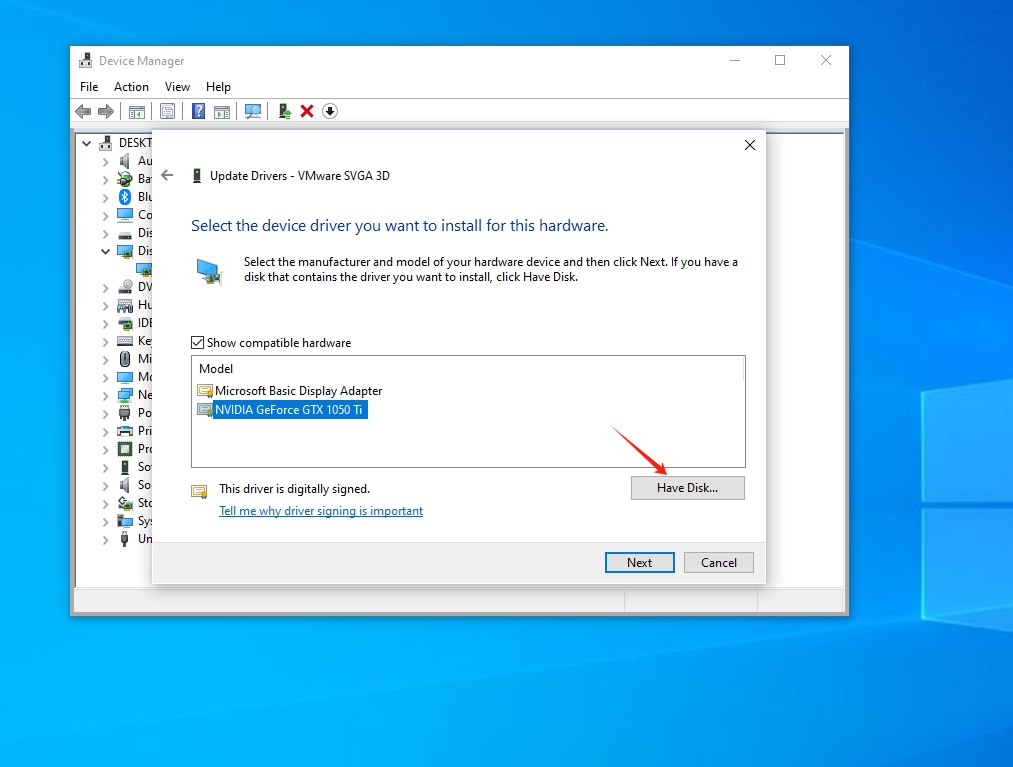 Device Manager
File Action View Help
DESKT
Au
Bat
Blu
Co
Dis
Dis
DV
Hu
IDE
Key
Mi
Mo
Ne
Po
Pri
Pro
So
So
Sto
Sys
Un
Update Drivers - VMware SVGA 3D
Select the device driver you want to install for this hardware.
Select the manufacturer and model of your hardware device and then click Next. If you have a
disk that contains the driver you want to install, click Have Disk.
Show compatible hardware
Model
Microsoft Basic Display Adapter
NVIDIA GeForce GTX 1050 Ti
This driver is digitally signed.
Have Disk...
Tell me why driver signing is important
Next
Cancel